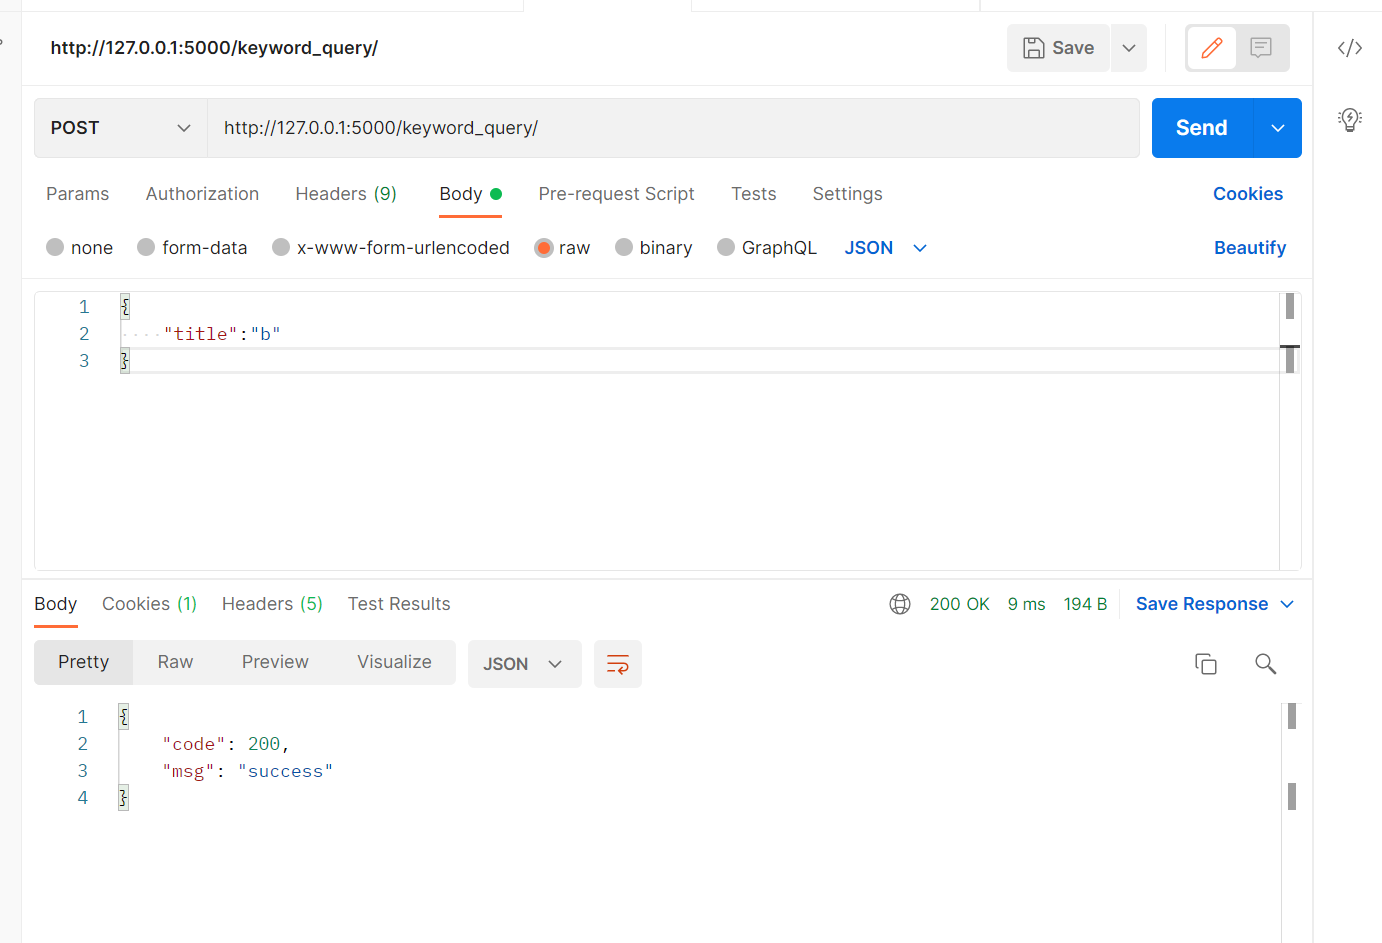 http://127.0.0.1:5000/keyword_query/ Save
POST http://127.0.0.1:5000/keyword_query/ Send
Params Authorization Headers (9) Body Pre-request Script Tests Settings Cookies
none form-data x-www-form-urlencoded raw binary GraphQL JSON Beautify
1 {
2 "title":"b"
3 }
Body Cookies (1) Headers (5) Test Results 200 OK 9 ms 194 B Save Response
Pretty Raw Preview Visualize JSON
1 {
2 "code": 200,
3 "msg": "success"
4 }